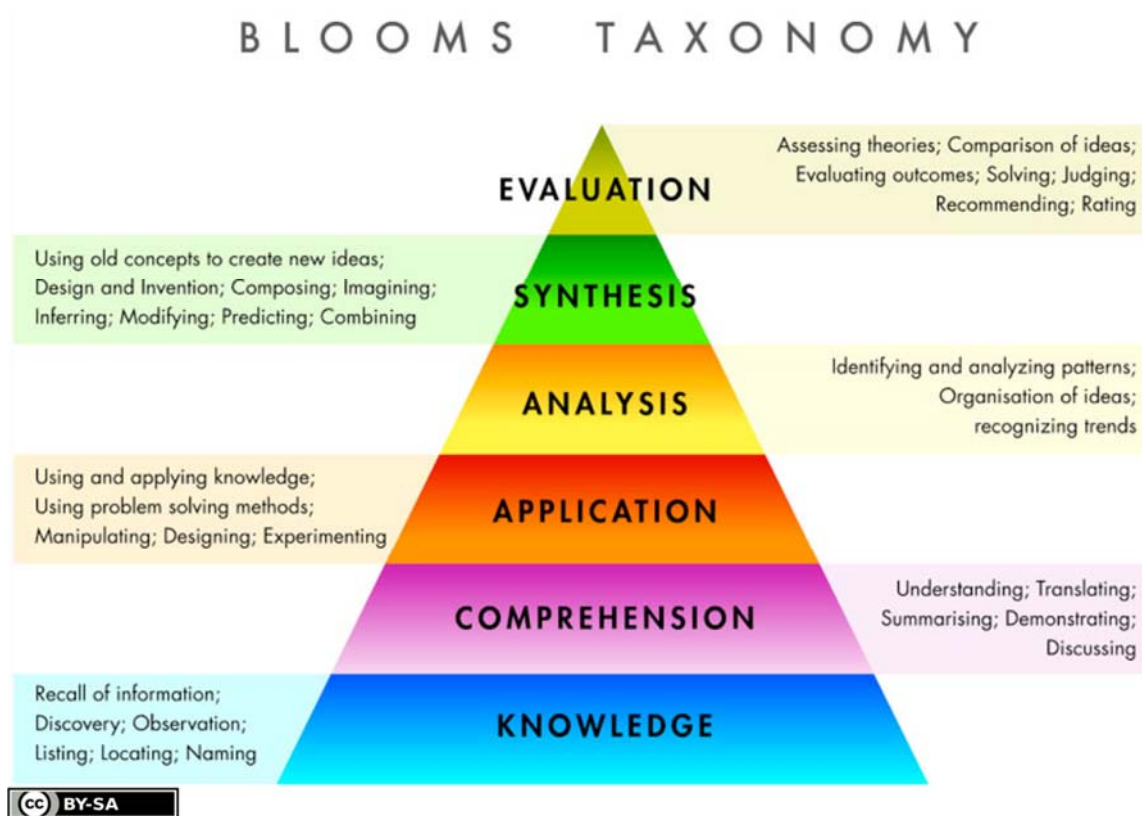 BLOOMS TAXONOMY
EVALUATION
Assessing theories; Comparison of ideas;
Evaluating outcomes; Solving; Judging;
Recommending; Rating
Using old concepts to create new ideas;
Design and Invention; Composing; Imagining;
Inferring; Modifying; Predicting; Combining
SYNTHESIS
ANALYSIS
Identifying and analyzing patterns;
Organisation of ideas;
recognizing trends
Using and applying knowledge;
Using problem solving methods;
Manipulating; Designing; Experimenting
APPLICATION
COMPREHENSION
Understanding; Translating;
Summarising; Demonstrating;
Discussing
Recall of information;
Discovery; Observation;
Listing; Locating; Naming
KNOWLEDGE
cc BY-SA